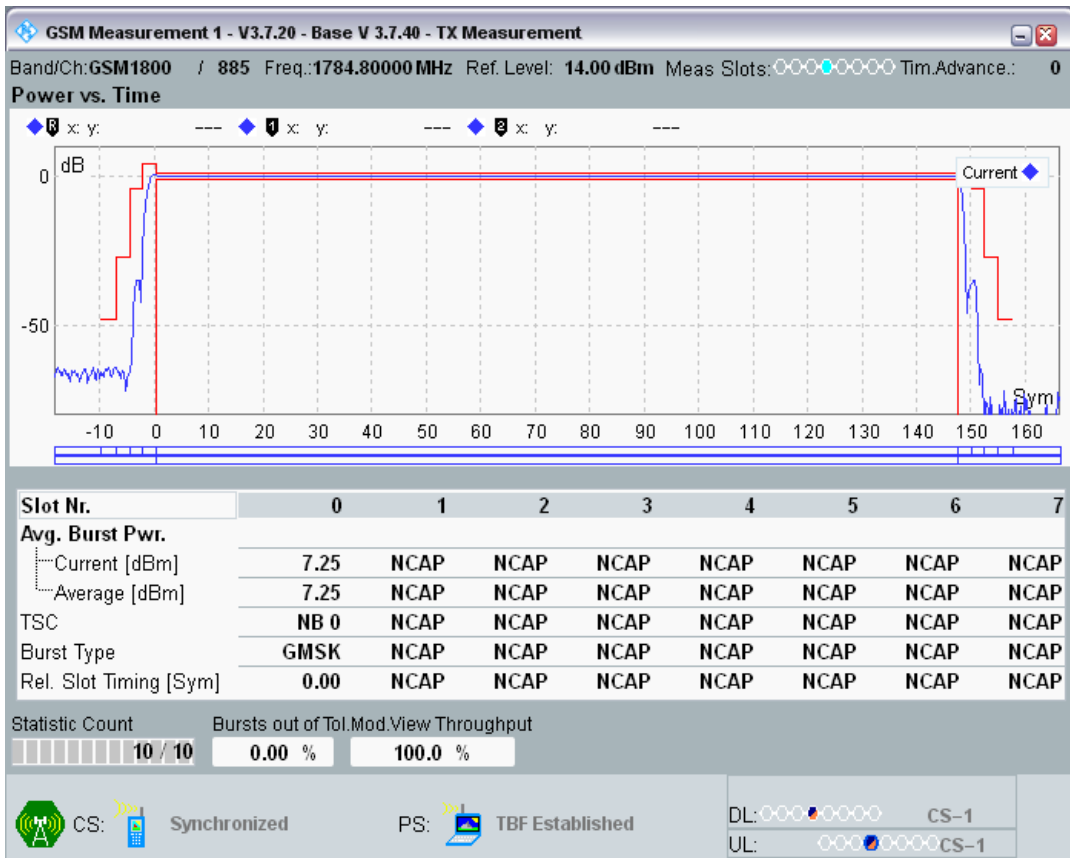 GSM Measurement 1 - V3.7.20 - Base V 3.7.40 - TX Measurement
Band/Ch:GSM1800 / 885 Freq.:1784.80000 MHz Ref. Level: 14.00 dBm Meas Slots: Tim.Advance.: 0
Power vs. Time
R x: y: --- 1 x: y: --- 2 x: y: ---
dB
Current
0
-50
Sym
-10 0 10 20 30 40 50 60 70 80 90 100 110 120 130 140 150 160
Slot Nr. 0 1 2 3 4 5 6 7
Avg. Burst Pwr.
Current [dBm] 7.25 NCAP NCAP NCAP NCAP NCAP NCAP NCAP
Average [dBm] 7.25 NCAP NCAP NCAP NCAP NCAP NCAP NCAP
TSC NB 0 NCAP NCAP NCAP NCAP NCAP NCAP NCAP
Burst Type GMSK NCAP NCAP NCAP NCAP NCAP NCAP NCAP
Rel. Slot Timing [Sym] 0.00 NCAP NCAP NCAP NCAP NCAP NCAP NCAP
Statistic Count Bursts out of Tol.Mod.View Throughput
10 / 10 0.00 % 100.0 %
CS: Synchronized PS: TBF Established
DL: CS-1
UL: CS-1